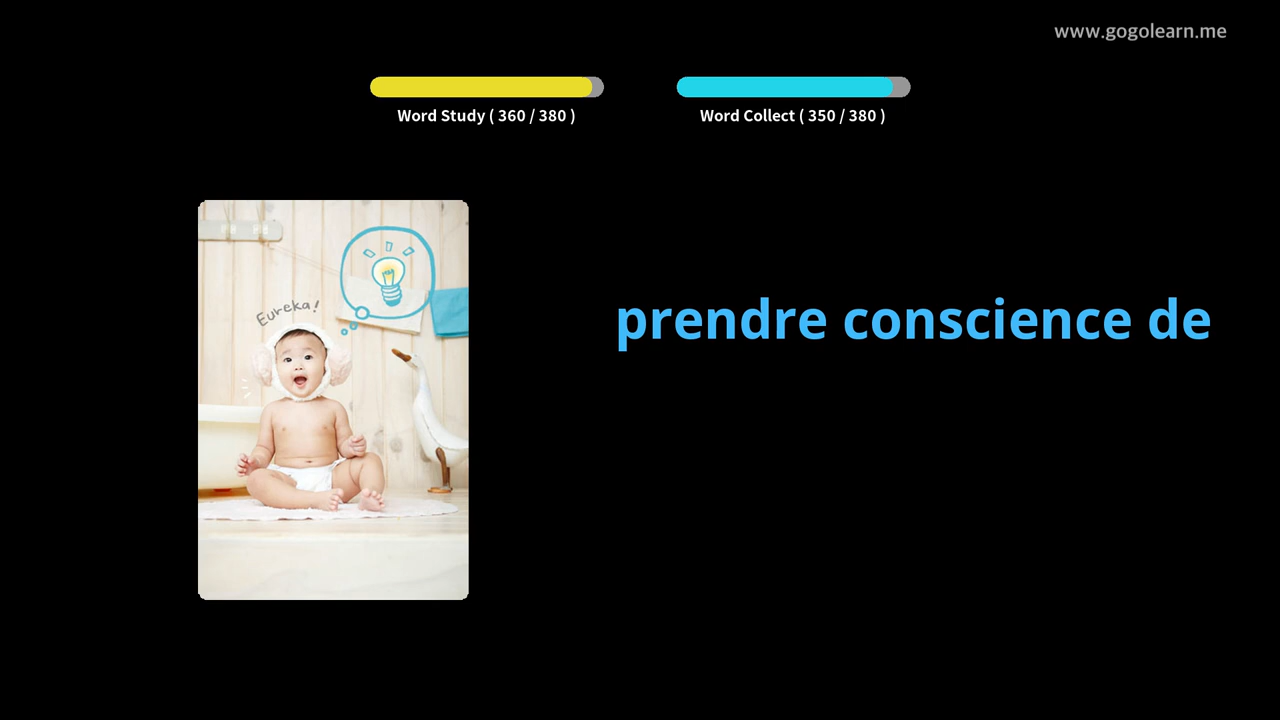 www.gogolearn.me
Word Study ( 360 / 380 )
Word Collect ( 350 / 380 )
Eureka!
prendre conscience de